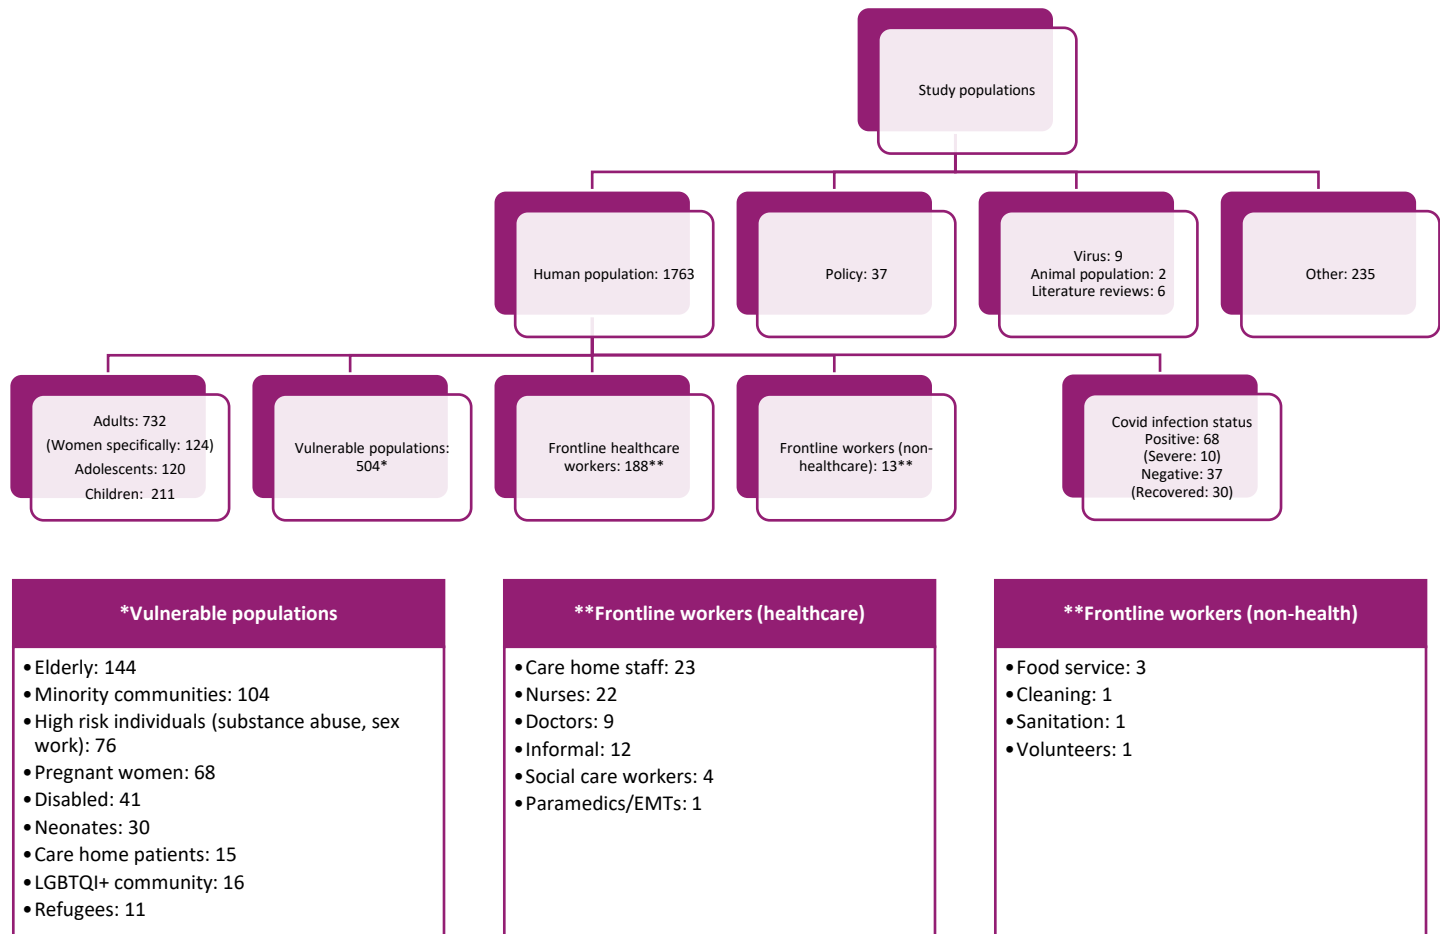 Study populations
Human population: 1763
Policy: 37
Virus: 9
Animal population: 2
Literature reviews: 6
Other: 235
Adults: 732
(Women specifically: 124)
Adolescents: 120
Children:  211
Vulnerable populations:
504*
Frontline healthcare
workers: 188**
Frontline workers (non-
healthcare): 13**
Covid infection status
Positive: 68
(Severe: 10)
Negative: 37
(Recovered: 30)
*Vulnerable populations
•Elderly: 144
•Minority communities: 104
•High risk individuals (substance abuse, sex
work): 76
•Pregnant women: 68
•Disabled: 41
•Neonates: 30
•Care home patients: 15
•LGBTQI+ community: 16
•Refugees: 11
**Frontline workers (healthcare)
•Care home staff: 23
•Nurses: 22
•Doctors: 9
•Informal: 12
•Social care workers: 4
•Paramedics/EMTs: 1
**Frontline workers (non-health)
•Food service: 3
•Cleaning: 1
•Sanitation: 1
•Volunteers: 1